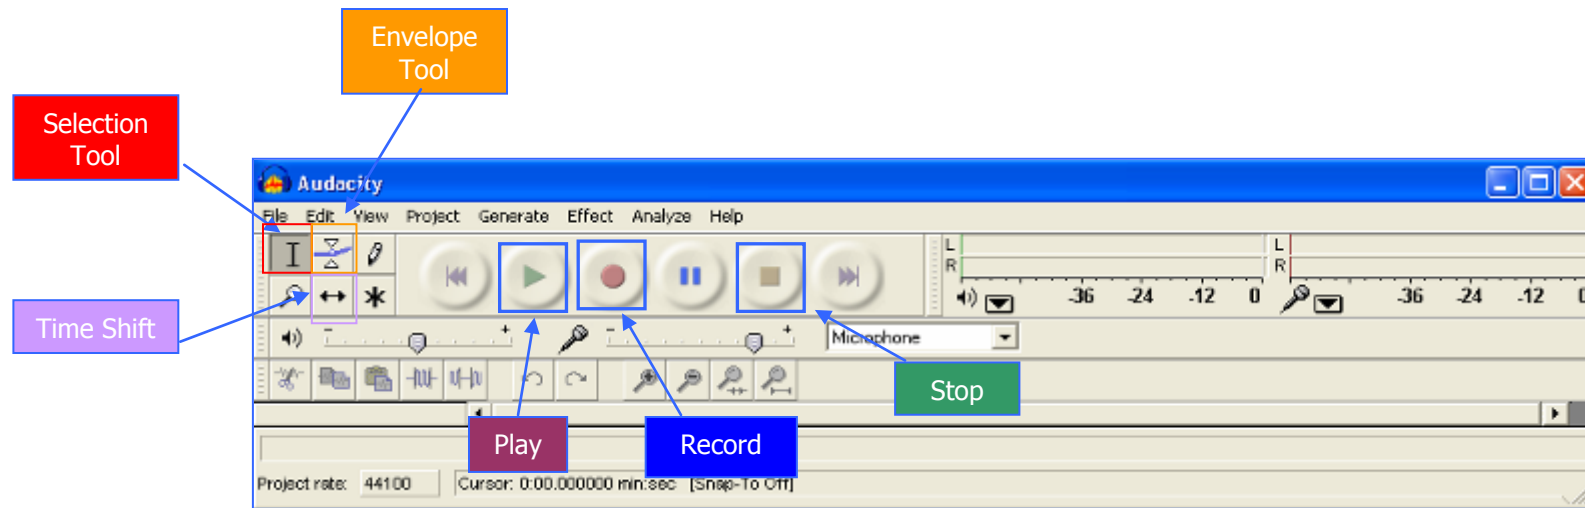 Envelope
Tool
Selection
Tool
Audacity
File Edit View Project Generate Effect Analyze Help
L
R
L
R
-36 -24 -12 0
-36 -24 -12 0
Time Shift
- +
- +
Microphone
Stop
Play
Record
Project rate: 44100 Cursor: 0:00.000000 min:sec [Snap-To Off]